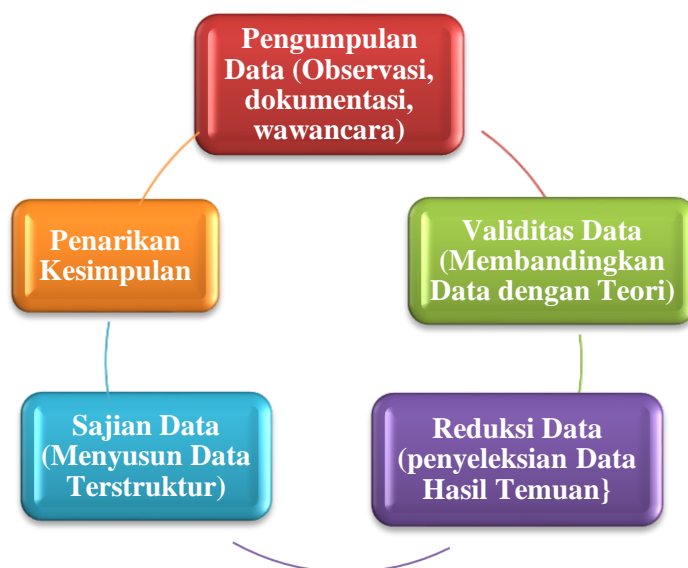 Pengumpulan
Data (Observasi,
dokumentasi,
wawancara)
Validitas Data
(Membandingkan
Data dengan Teori)
Reduksi Data
(penyeleksian Data
Hasil Temuan}
Sajian Data
(Menyusun Data
Terstruktur)
Penarikan
Kesimpulan